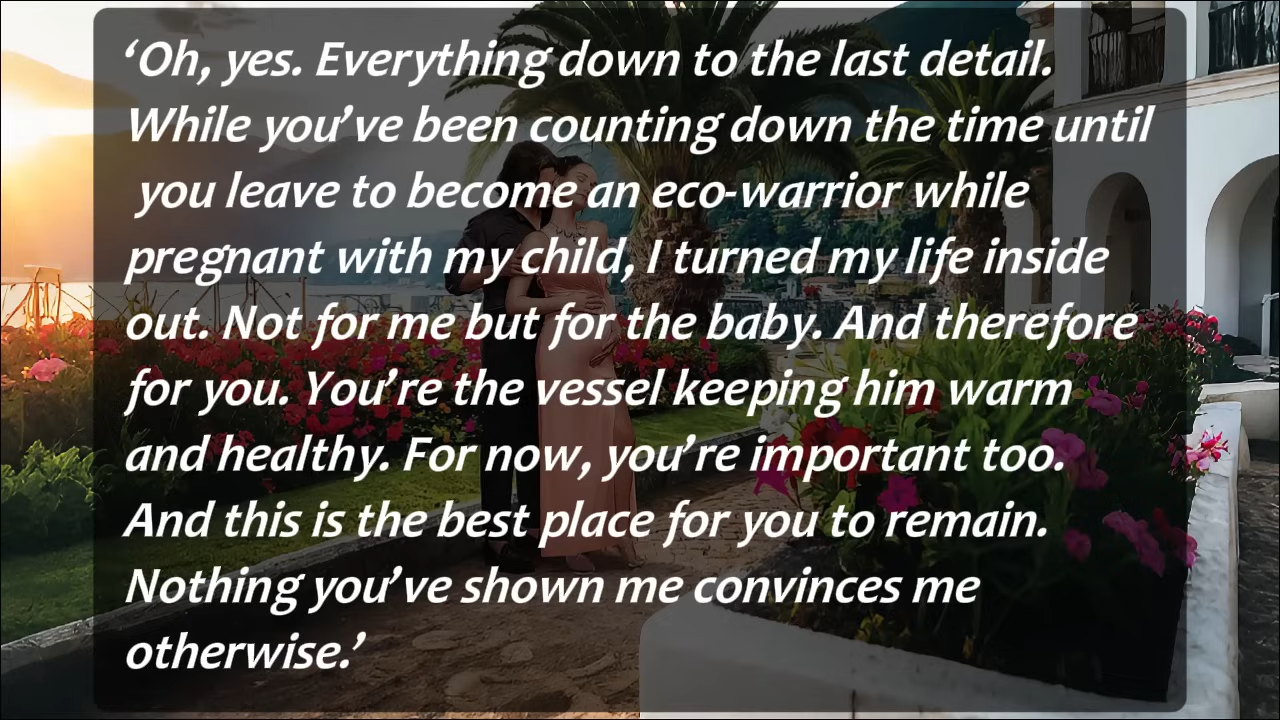 ‘Oh, yes. Everything down to the last detail.
While you’ve been counting down the time until
you leave to become an eco-warrior while
pregnant with my child, I turned my life inside
out. Not for me but for the baby. And therefore
for you. You’re the vessel keeping him warm
and healthy. For now, you’re important too.
And this is the best place for you to remain.
Nothing you’ve shown me convinces me
otherwise.’